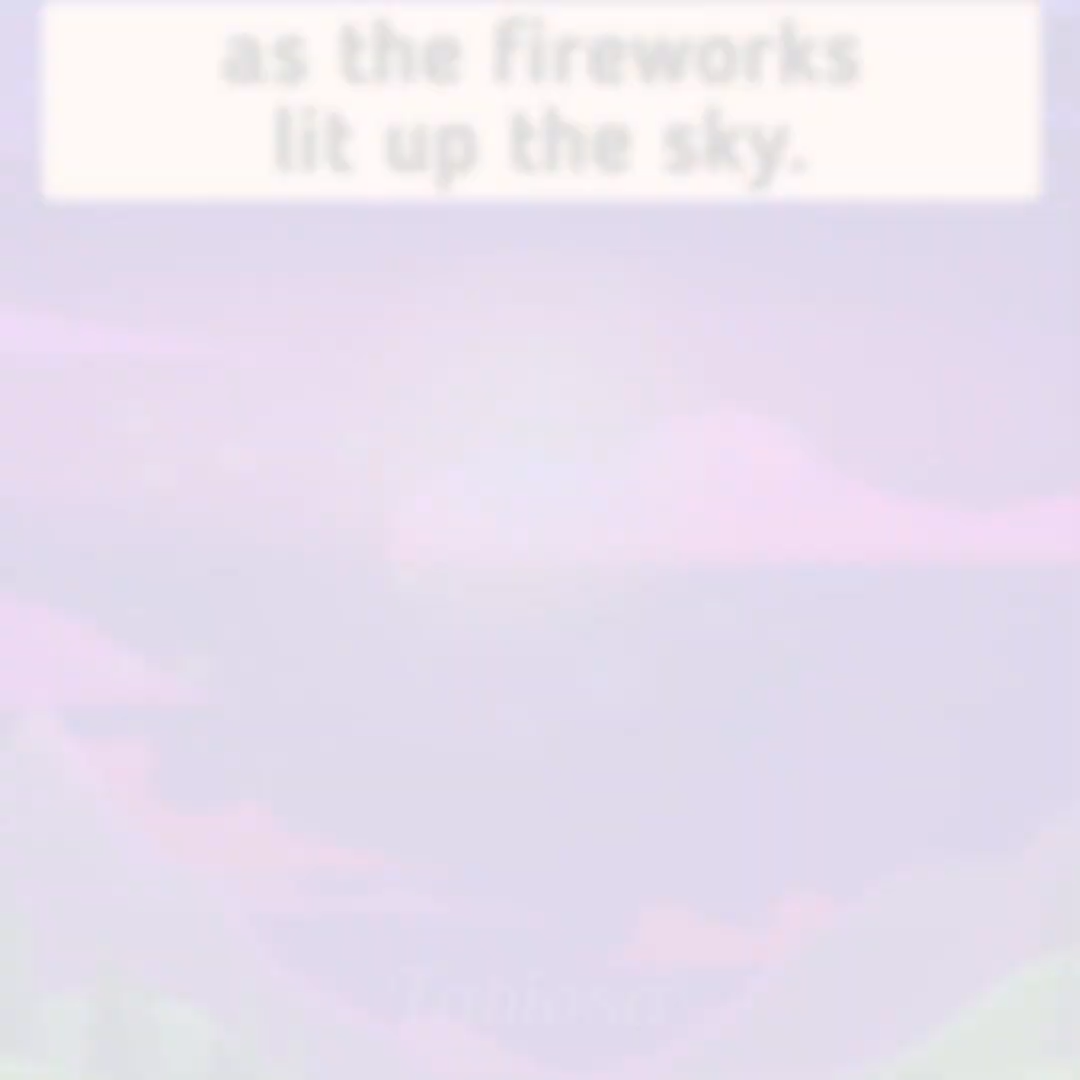 as the fireworks
lit up the sky.